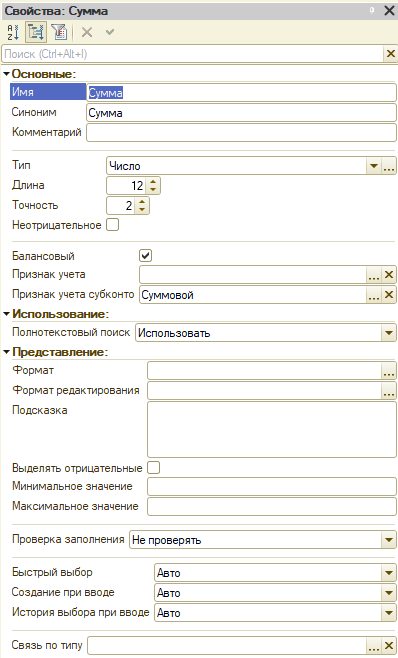 Свойства: Сумма
Поиск (Ctrl+Alt+I)
Основные:
Имя Сумма
Синоним Сумма
Комментарий
Тип Число
Длина 12
Точность 2
Неотрицательное
Балансовый
Признак учета
Признак учета субконто Суммовой
Использование:
Полнотекстовый поиск Использовать
Представление:
Формат
Формат редактирования
Подсказка
Выделять отрицательные
Минимальное значение
Максимальное значение
Проверка заполнения Не проверять
Быстрый выбор Авто
Создание при вводе Авто
История выбора при вводе Авто
Связь по типу